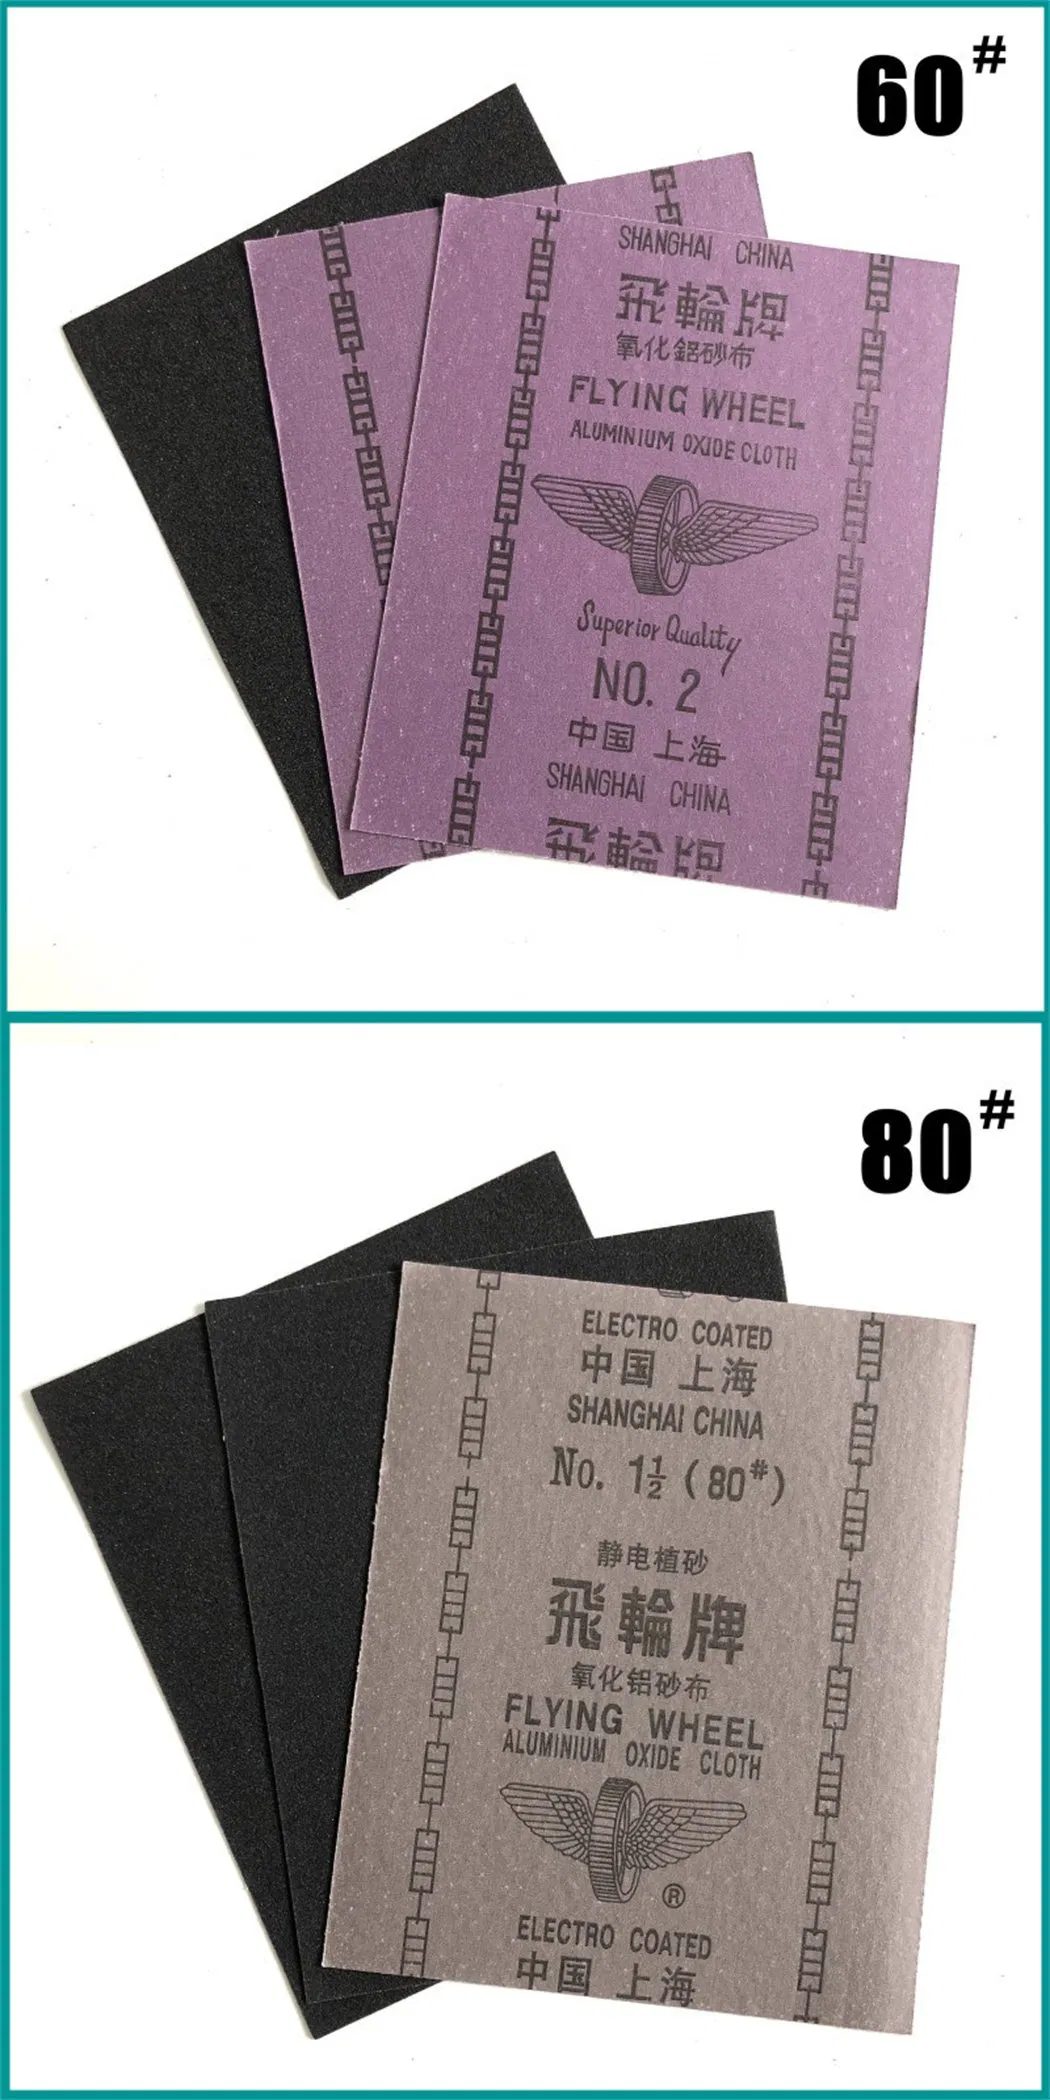 60#
SHANGHAI CHINA
飛輪牌
氧化鋁砂布
FLYING WHEEL
ALUMINIUM OXIDE CLOTH
Superior Quality
NO. 2
中国 上海
SHANGHAI CHINA
飛輪牌
80#
ELECTRO COATED
中国 上海
SHANGHAI CHINA
No. 1½ (80#)
静电植砂
飛輪牌
氧化铝砂布
FLYING WHEEL
ALUMINIUM OXIDE CLOTH
®
ELECTRO COATED
中国 上海